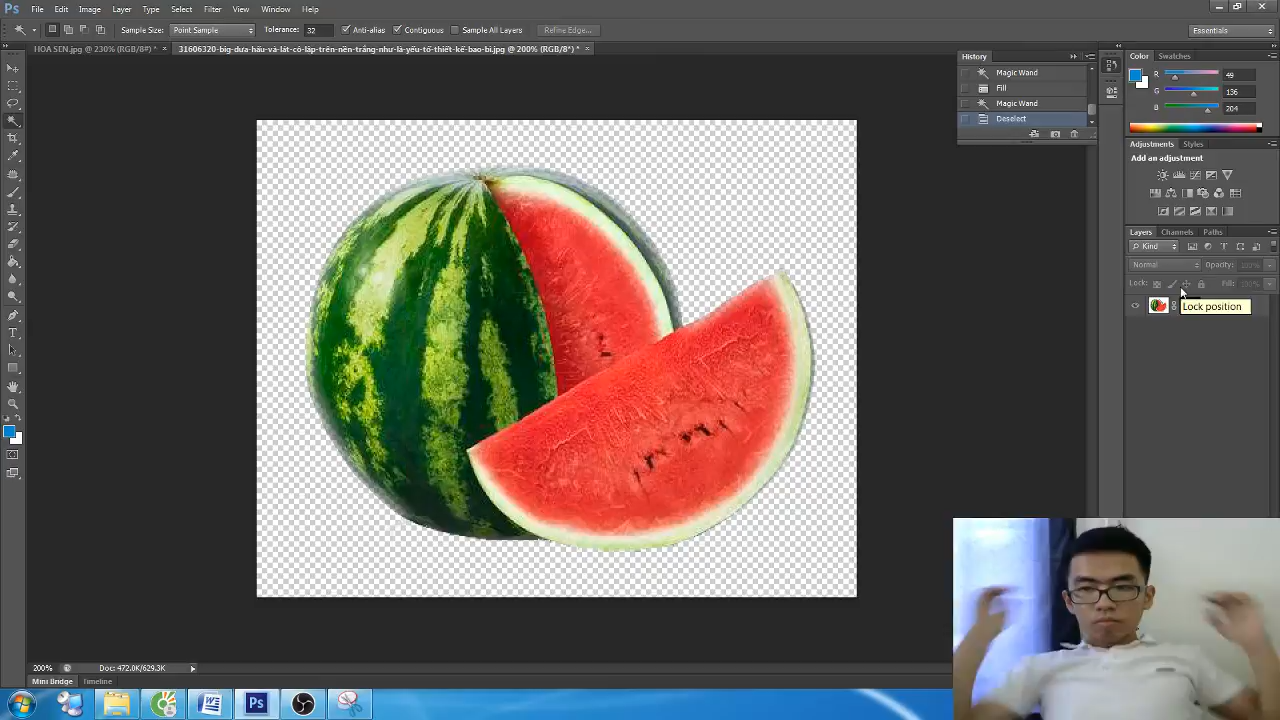 Ps File Edit Image Layer Type Select Filter View Window Help
Sample Size: Point Sample Tolerance: 32 Anti-alias Contiguous Sample All Layers Refine Edge... Essentials
HOA SEN.jpg @ 230% (RGB/8#) * × 31606320-big-dưa-hấu-và-lát-cô-lập-trên-nền-trắng-như-là-yếu-tố-thiết-kế-bao-bì.jpg @ 200% (RGB/8*) * ×
History
Magic Wand
Fill
Magic Wand
Deselect
Color Swatches
R 49
G 136
B 204
Adjustments Styles
Add an adjustment
Layers Channels Paths
Kind
Normal Opacity: 100%
Lock: Fill: 100%
Lock position
200% Doc: 472.0K/629.3K
Mini Bridge Timeline
W Ps